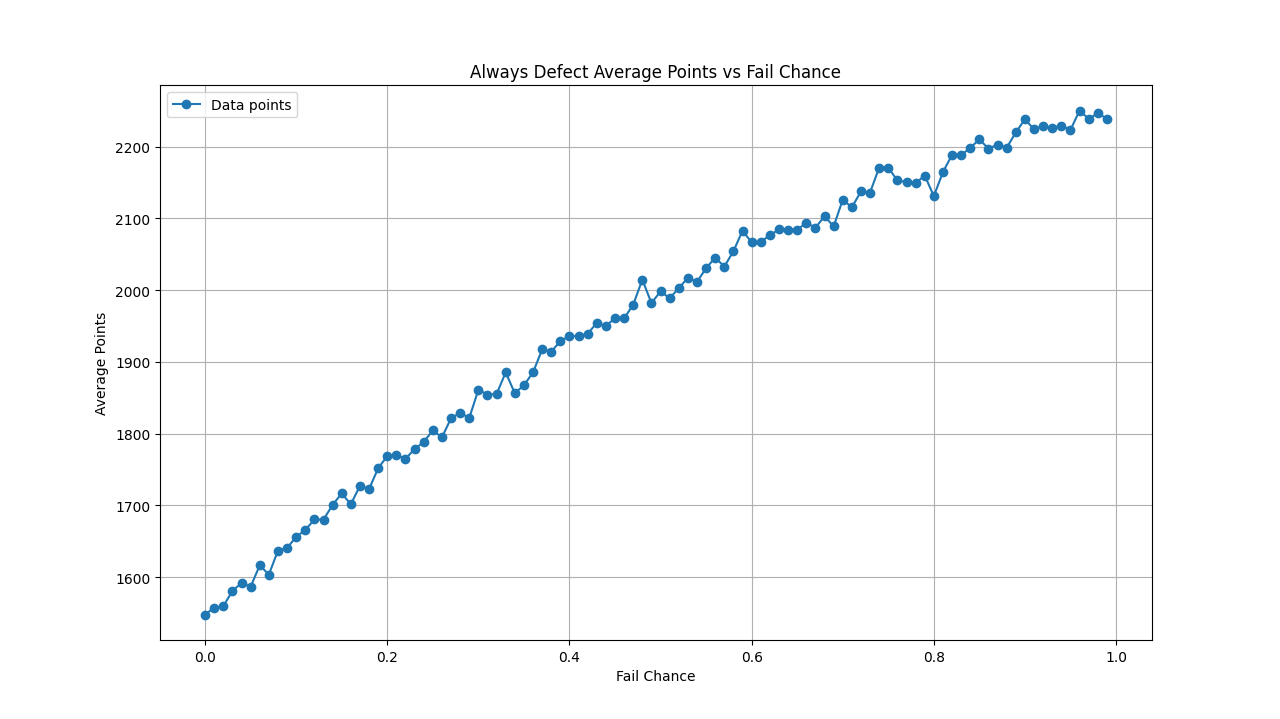 Always Defect Average Points vs Fail Chance
Data points
2200
2100
2000
1900
1800
1700
1600
Average Points
0.0 0.2 0.4 0.6 0.8 1.0
Fail Chance